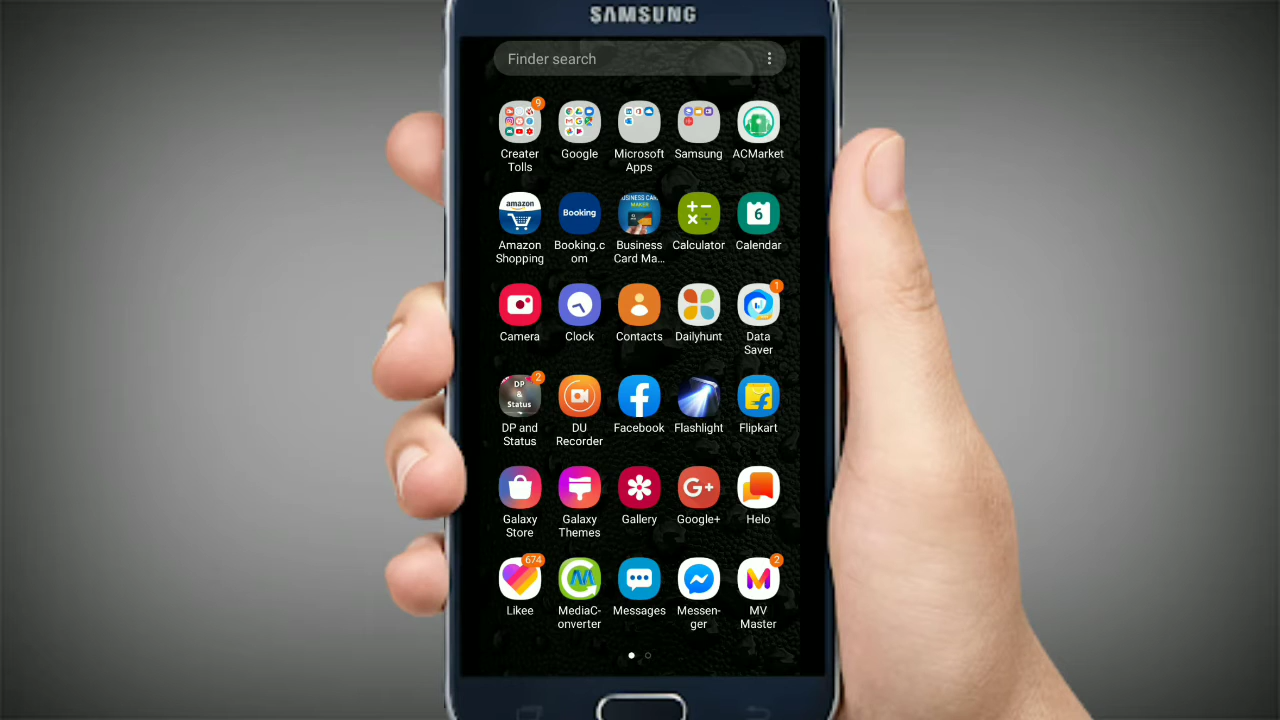 SAMSUNG
Finder search
9
Creater
Tolls
Google
Microsoft
Apps
Samsung
ACMarket
amazon
Booking
BUSINESS CARD
MAKER
6
Amazon
Shopping
Booking.c
om
Business
Card Ma...
Calculator
Calendar
1
Camera
Clock
Contacts
Dailyhunt
Data
Saver
DP
&
Status
2
DP and
Status
DU
Recorder
Facebook
Flashlight
Flipkart
G+
Galaxy
Store
Galaxy
Themes
Gallery
Google+
Helo
674
2
Likee
MediaC-
onverter
Messages
Messen-
ger
MV
Master